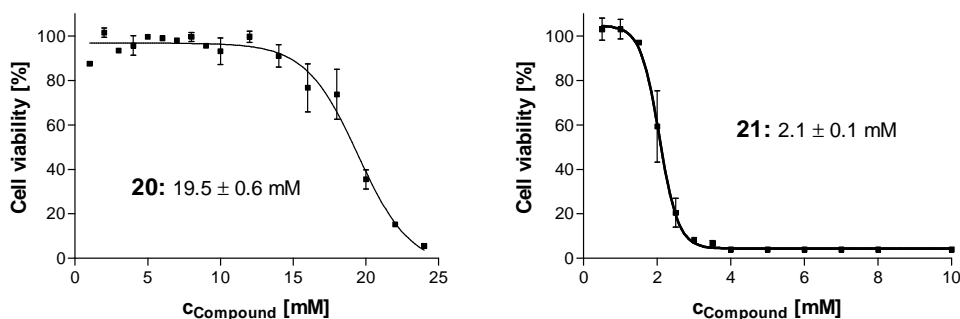 Cell viability [%]
100
80
60
40
20
0
20: 19.5 ± 0.6 mM
0 5 10 15 20 25
cCompound [mM]
Cell viability [%]
100
80
60
40
20
0
21: 2.1 ± 0.1 mM
0 2 4 6 8 10
cCompound [mM]